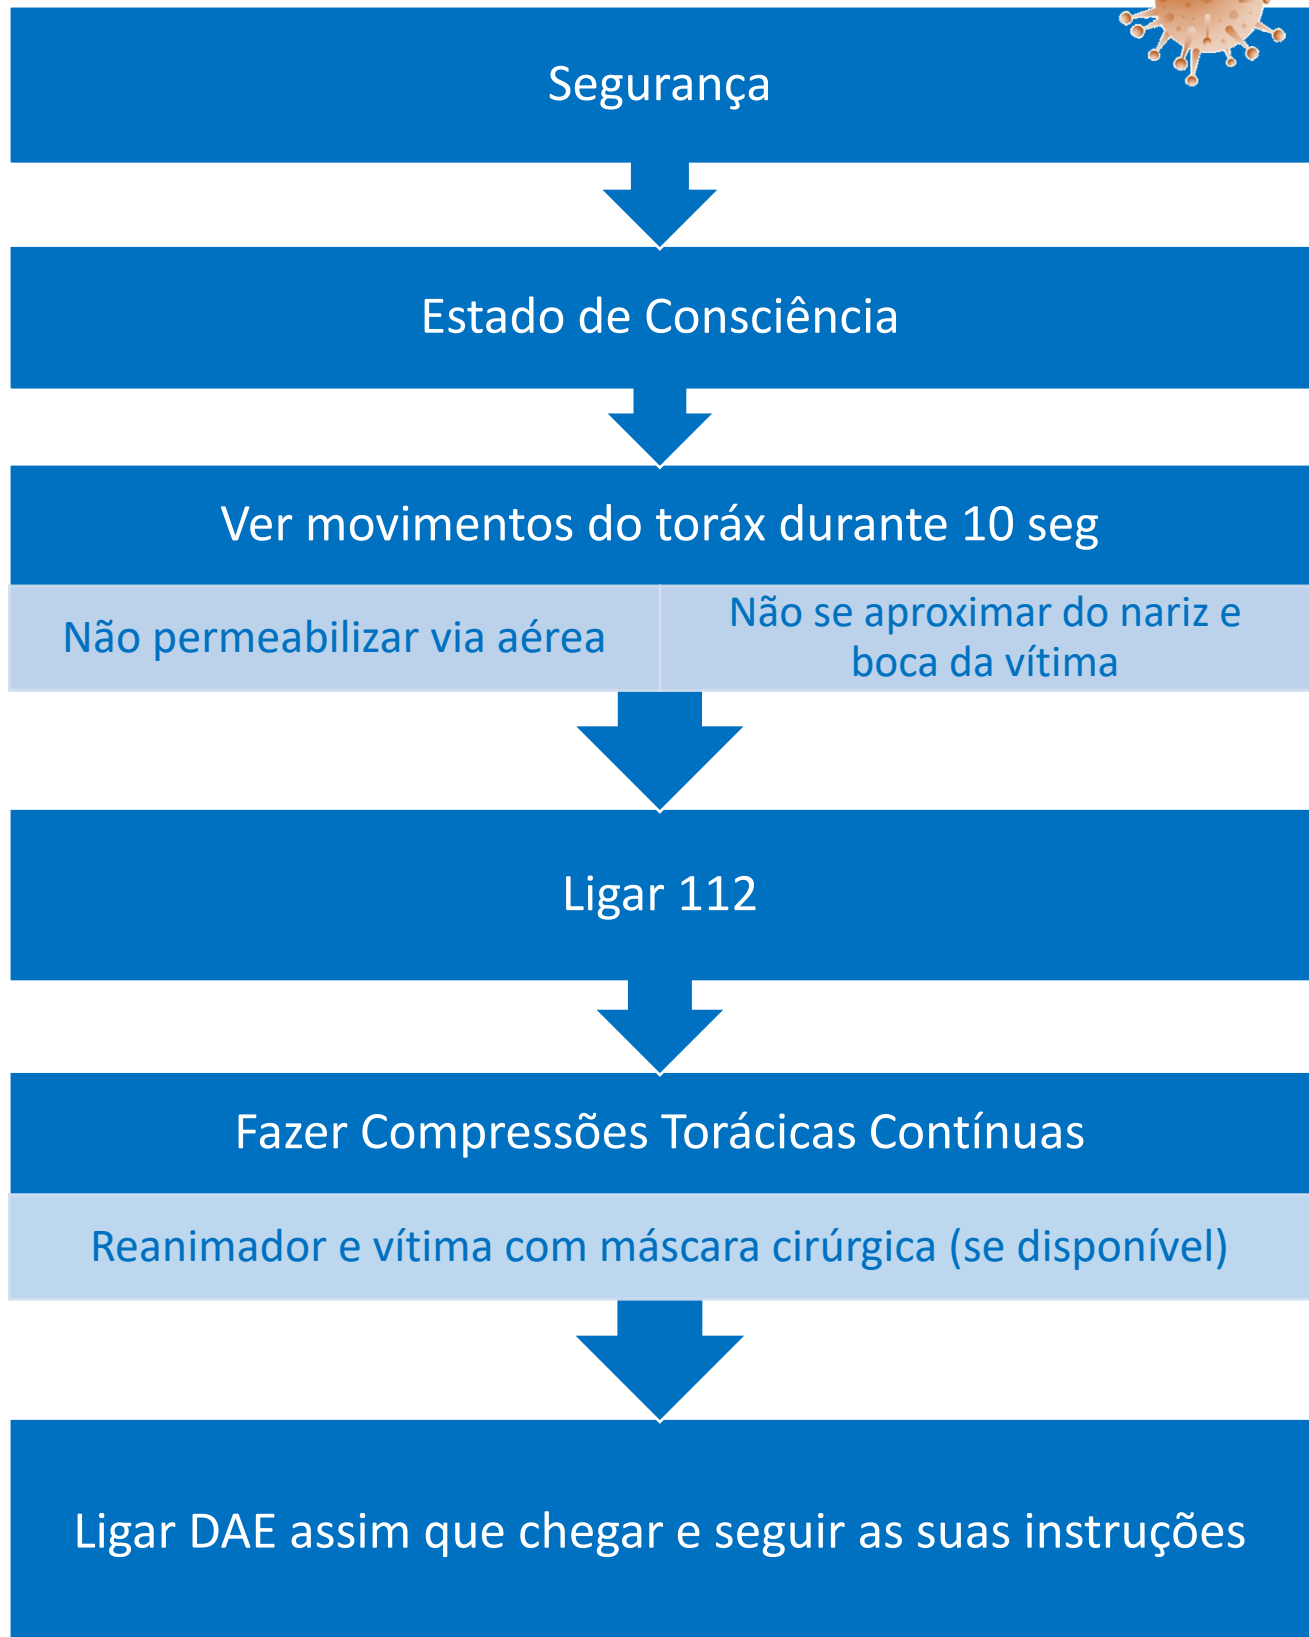 Segurança
Estado de Consciência
Ver movimentos do toráx durante 10 seg
Não permeabilizar via aérea
Não se aproximar do nariz e
boca da vítima
Ligar 112
Fazer Compressões Torácicas Contínuas
Reanimador e vítima com máscara cirúrgica (se disponível)
Ligar DAE assim que chegar e seguir as suas instruções